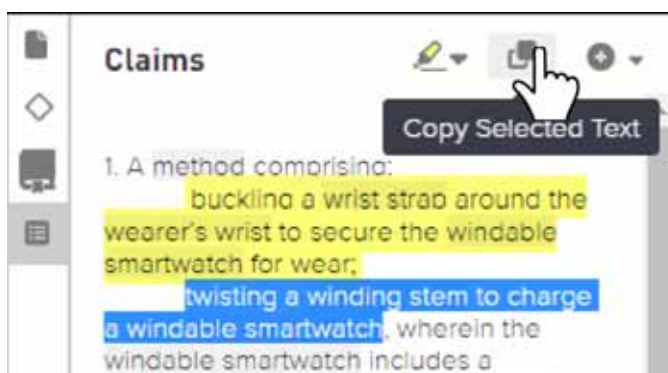 Claims
Copy Selected Text
1. A method comprising:
buckling a wrist strap around the
wearer's wrist to secure the windable
smartwatch for wear;
twisting a winding stem to charge
a windable smartwatch, wherein the
windable smartwatch includes a